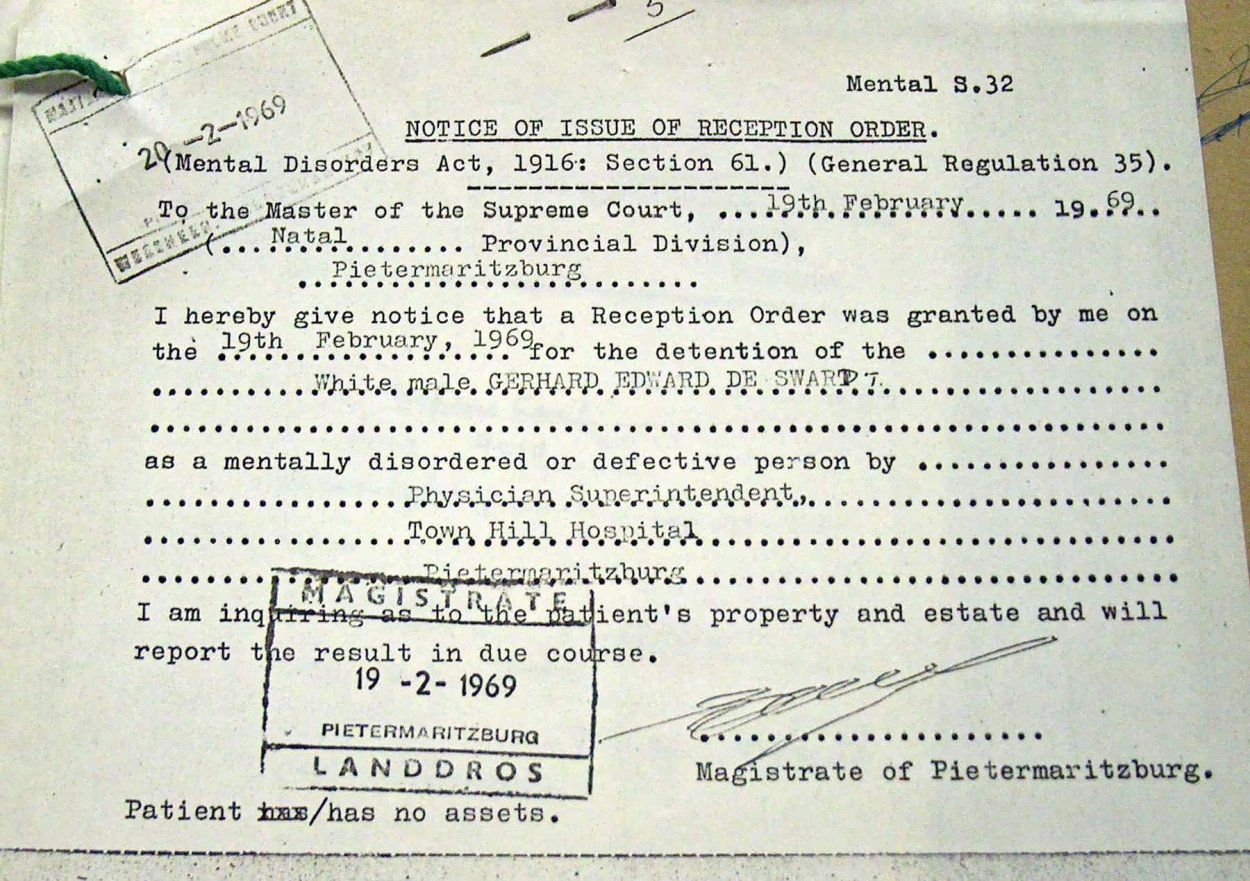 5
Mental S.32
20 -2-1969
NOTICE OF ISSUE OF RECEPTION ORDER.
(Mental Disorders Act, 1916: Section 61.) (General Regulation 35).
To the Master of the Supreme Court, ....19th February..... 19.69..
(... Natal........ Provincial Division),
Pietermaritzburg
I hereby give notice that a Reception Order was granted by me on
the 19th February, 1969 for the detention of the ..............
White male GERHARD EDWARD DE SWARDT.
as a mentally disordered or defective person by ...............
Physician Superintendent,
Town Hill Hospital
Pietermaritzburg
MAGISTRATE
I am inquiring as to the patient's property and estate and will
report the result in due course.
19 -2- 1969
PIETERMARITZBURG
LANDDROS
Magistrate of Pietermaritzburg.
Patient has/has no assets.